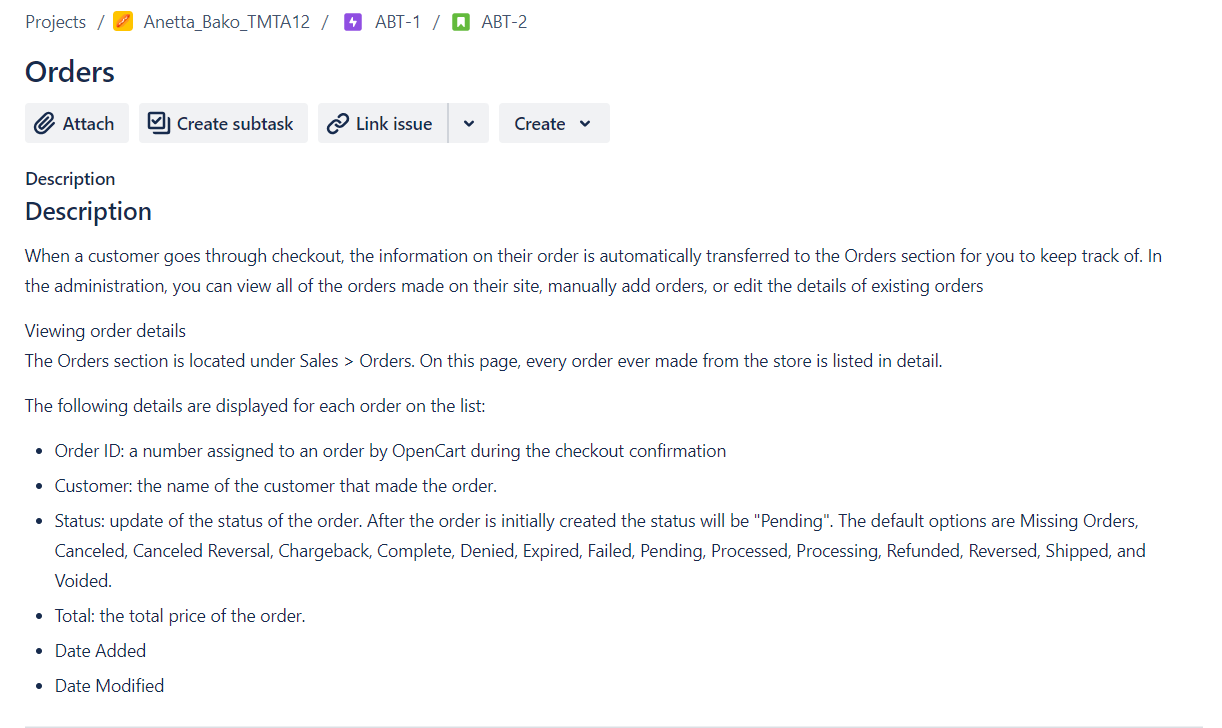 Projects / Anetta_Bako_TMTA12 / ABT-1 / ABT-2
Orders
Attach Create subtask Link issue Create
Description
Description
When a customer goes through checkout, the information on their order is automatically transferred to the Orders section for you to keep track of. In
the administration, you can view all of the orders made on their site, manually add orders, or edit the details of existing orders
Viewing order details
The Orders section is located under Sales > Orders. On this page, every order ever made from the store is listed in detail.
The following details are displayed for each order on the list:
• Order ID: a number assigned to an order by OpenCart during the checkout confirmation
• Customer: the name of the customer that made the order.
• Status: update of the status of the order. After the order is initially created the status will be "Pending". The default options are Missing Orders,
Canceled, Canceled Reversal, Chargeback, Complete, Denied, Expired, Failed, Pending, Processed, Processing, Refunded, Reversed, Shipped, and
Voided.
• Total: the total price of the order.
• Date Added
• Date Modified